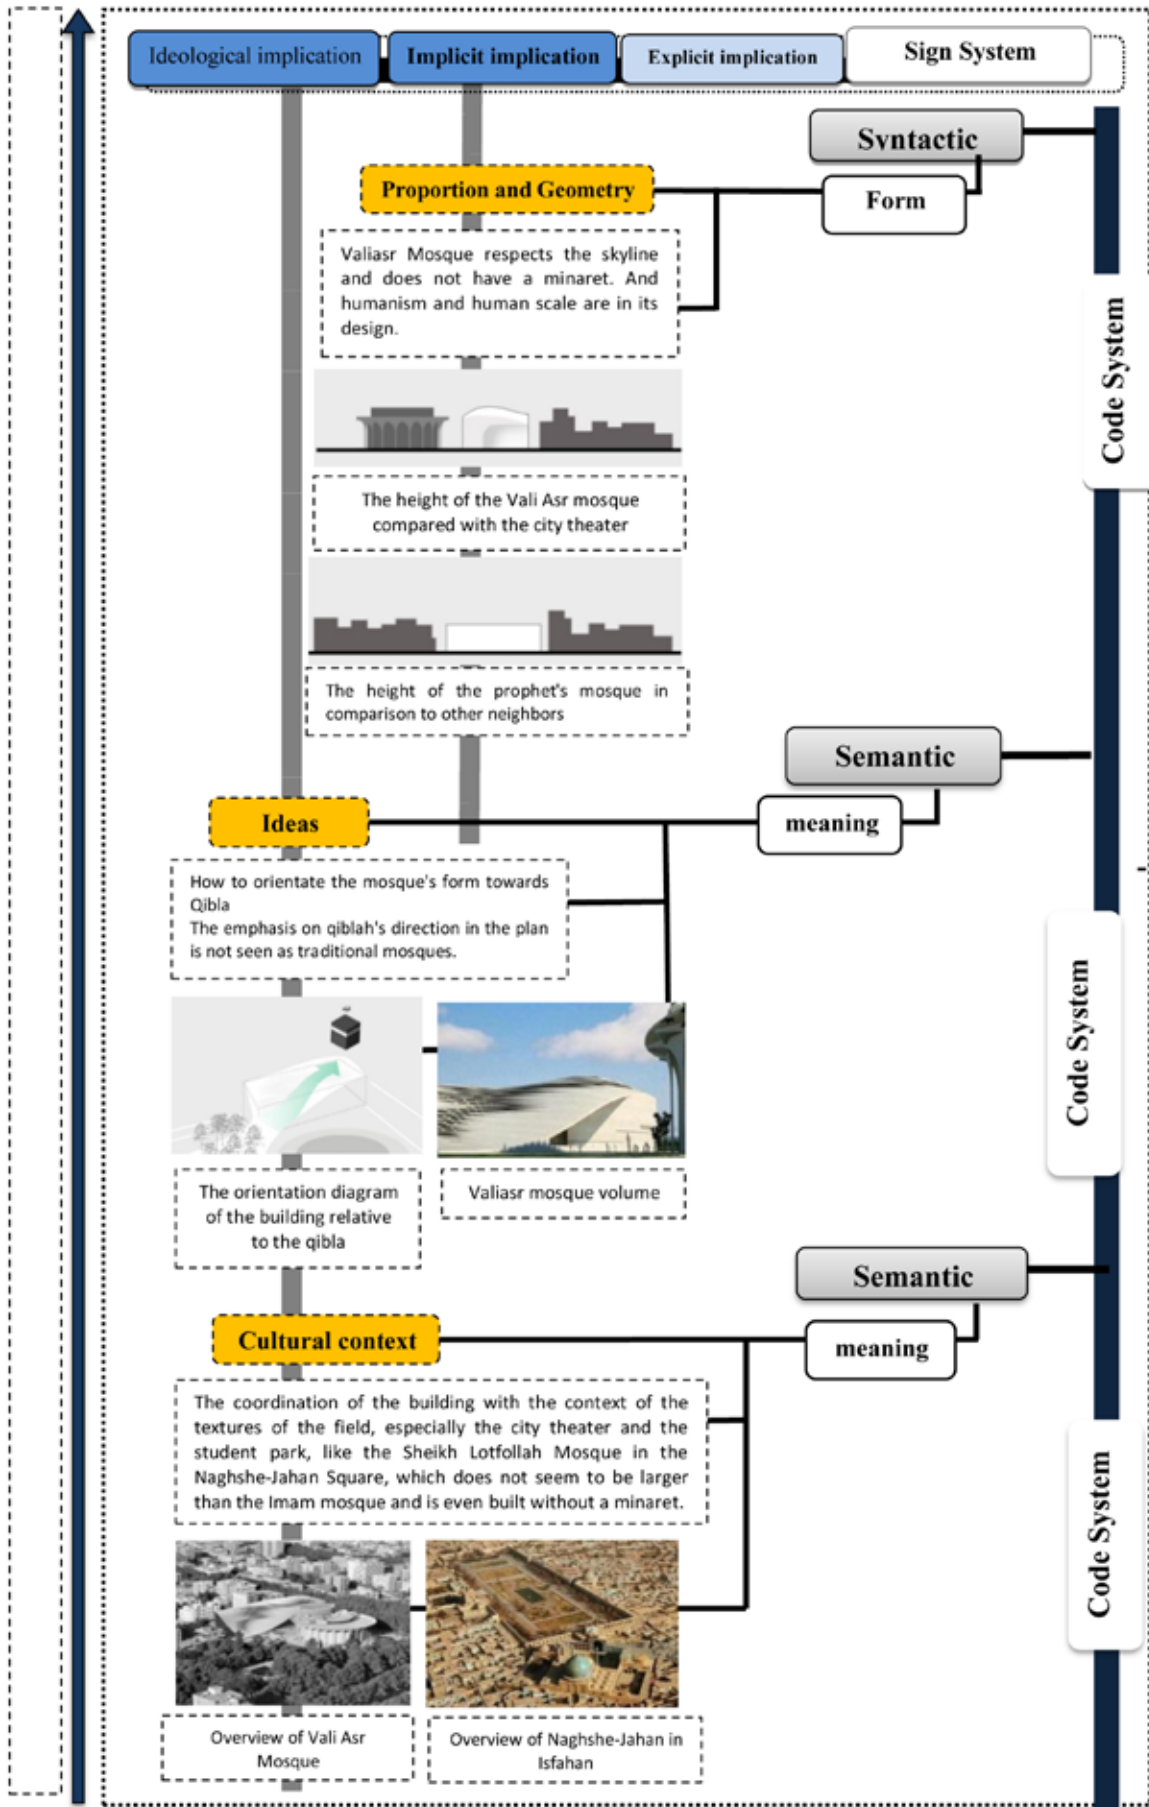 Ideological implication
Implicit implication
Explicit implication
Sign System
Syntactic
Proportion and Geometry
Form
Valiasr Mosque respects the skyline
and does not have a minaret. And
humanism and human scale are in its
design.
Code System
The height of the Vali Asr mosque
compared with the city theater
The height of the prophet's mosque in
comparison to other neighbors
Semantic
Ideas
meaning
How to orientate the mosque's form towards
Qibla
The emphasis on qiblah's direction in the plan
is not seen as traditional mosques.
Code System
The orientation diagram
of the building relative
to the qibla
Valiasr mosque volume
Semantic
Cultural context
meaning
The coordination of the building with the context of the
textures of the field, especially the city theater and the
student park, like the Sheikh Lotfollah Mosque in the
Naghshe-Jahan Square, which does not seem to be larger
than the Imam mosque and is even built without a minaret.
Code System
Overview of Vali Asr
Mosque
Overview of Naghshe-Jahan in
Isfahan